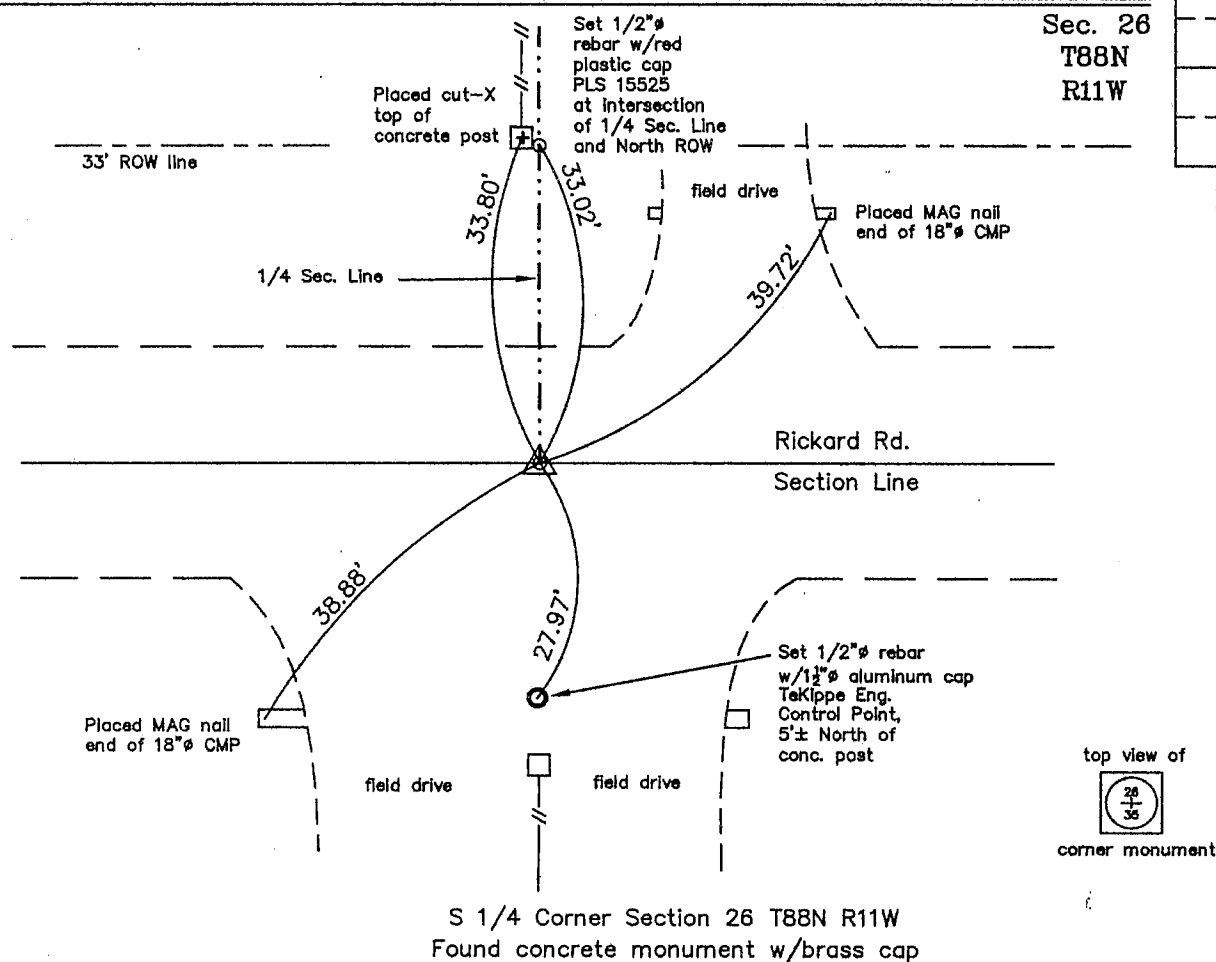 Sec. 26
T88N
R11W
Set 1/2"ø
rebar w/red
plastic cap
PLS 15525
at intersection
of 1/4 Sec. Line
and North ROW
Placed cut-X
top of
concrete post
33' ROW line
33.80'
33.02'
field drive
Placed MAG nail
end of 18"ø CMP
1/4 Sec. Line
39.72'
Rickard Rd.
Section Line
38.88'
27.97'
Set 1/2"ø rebar
w/1½"ø aluminum cap
TeKippe Eng.
Control Point,
5'± North of
conc. post
Placed MAG nail
end of 18"ø CMP
field drive
field drive
top view of
26
35
corner monument
S 1/4 Corner Section 26 T88N R11W
Found concrete monument w/brass cap